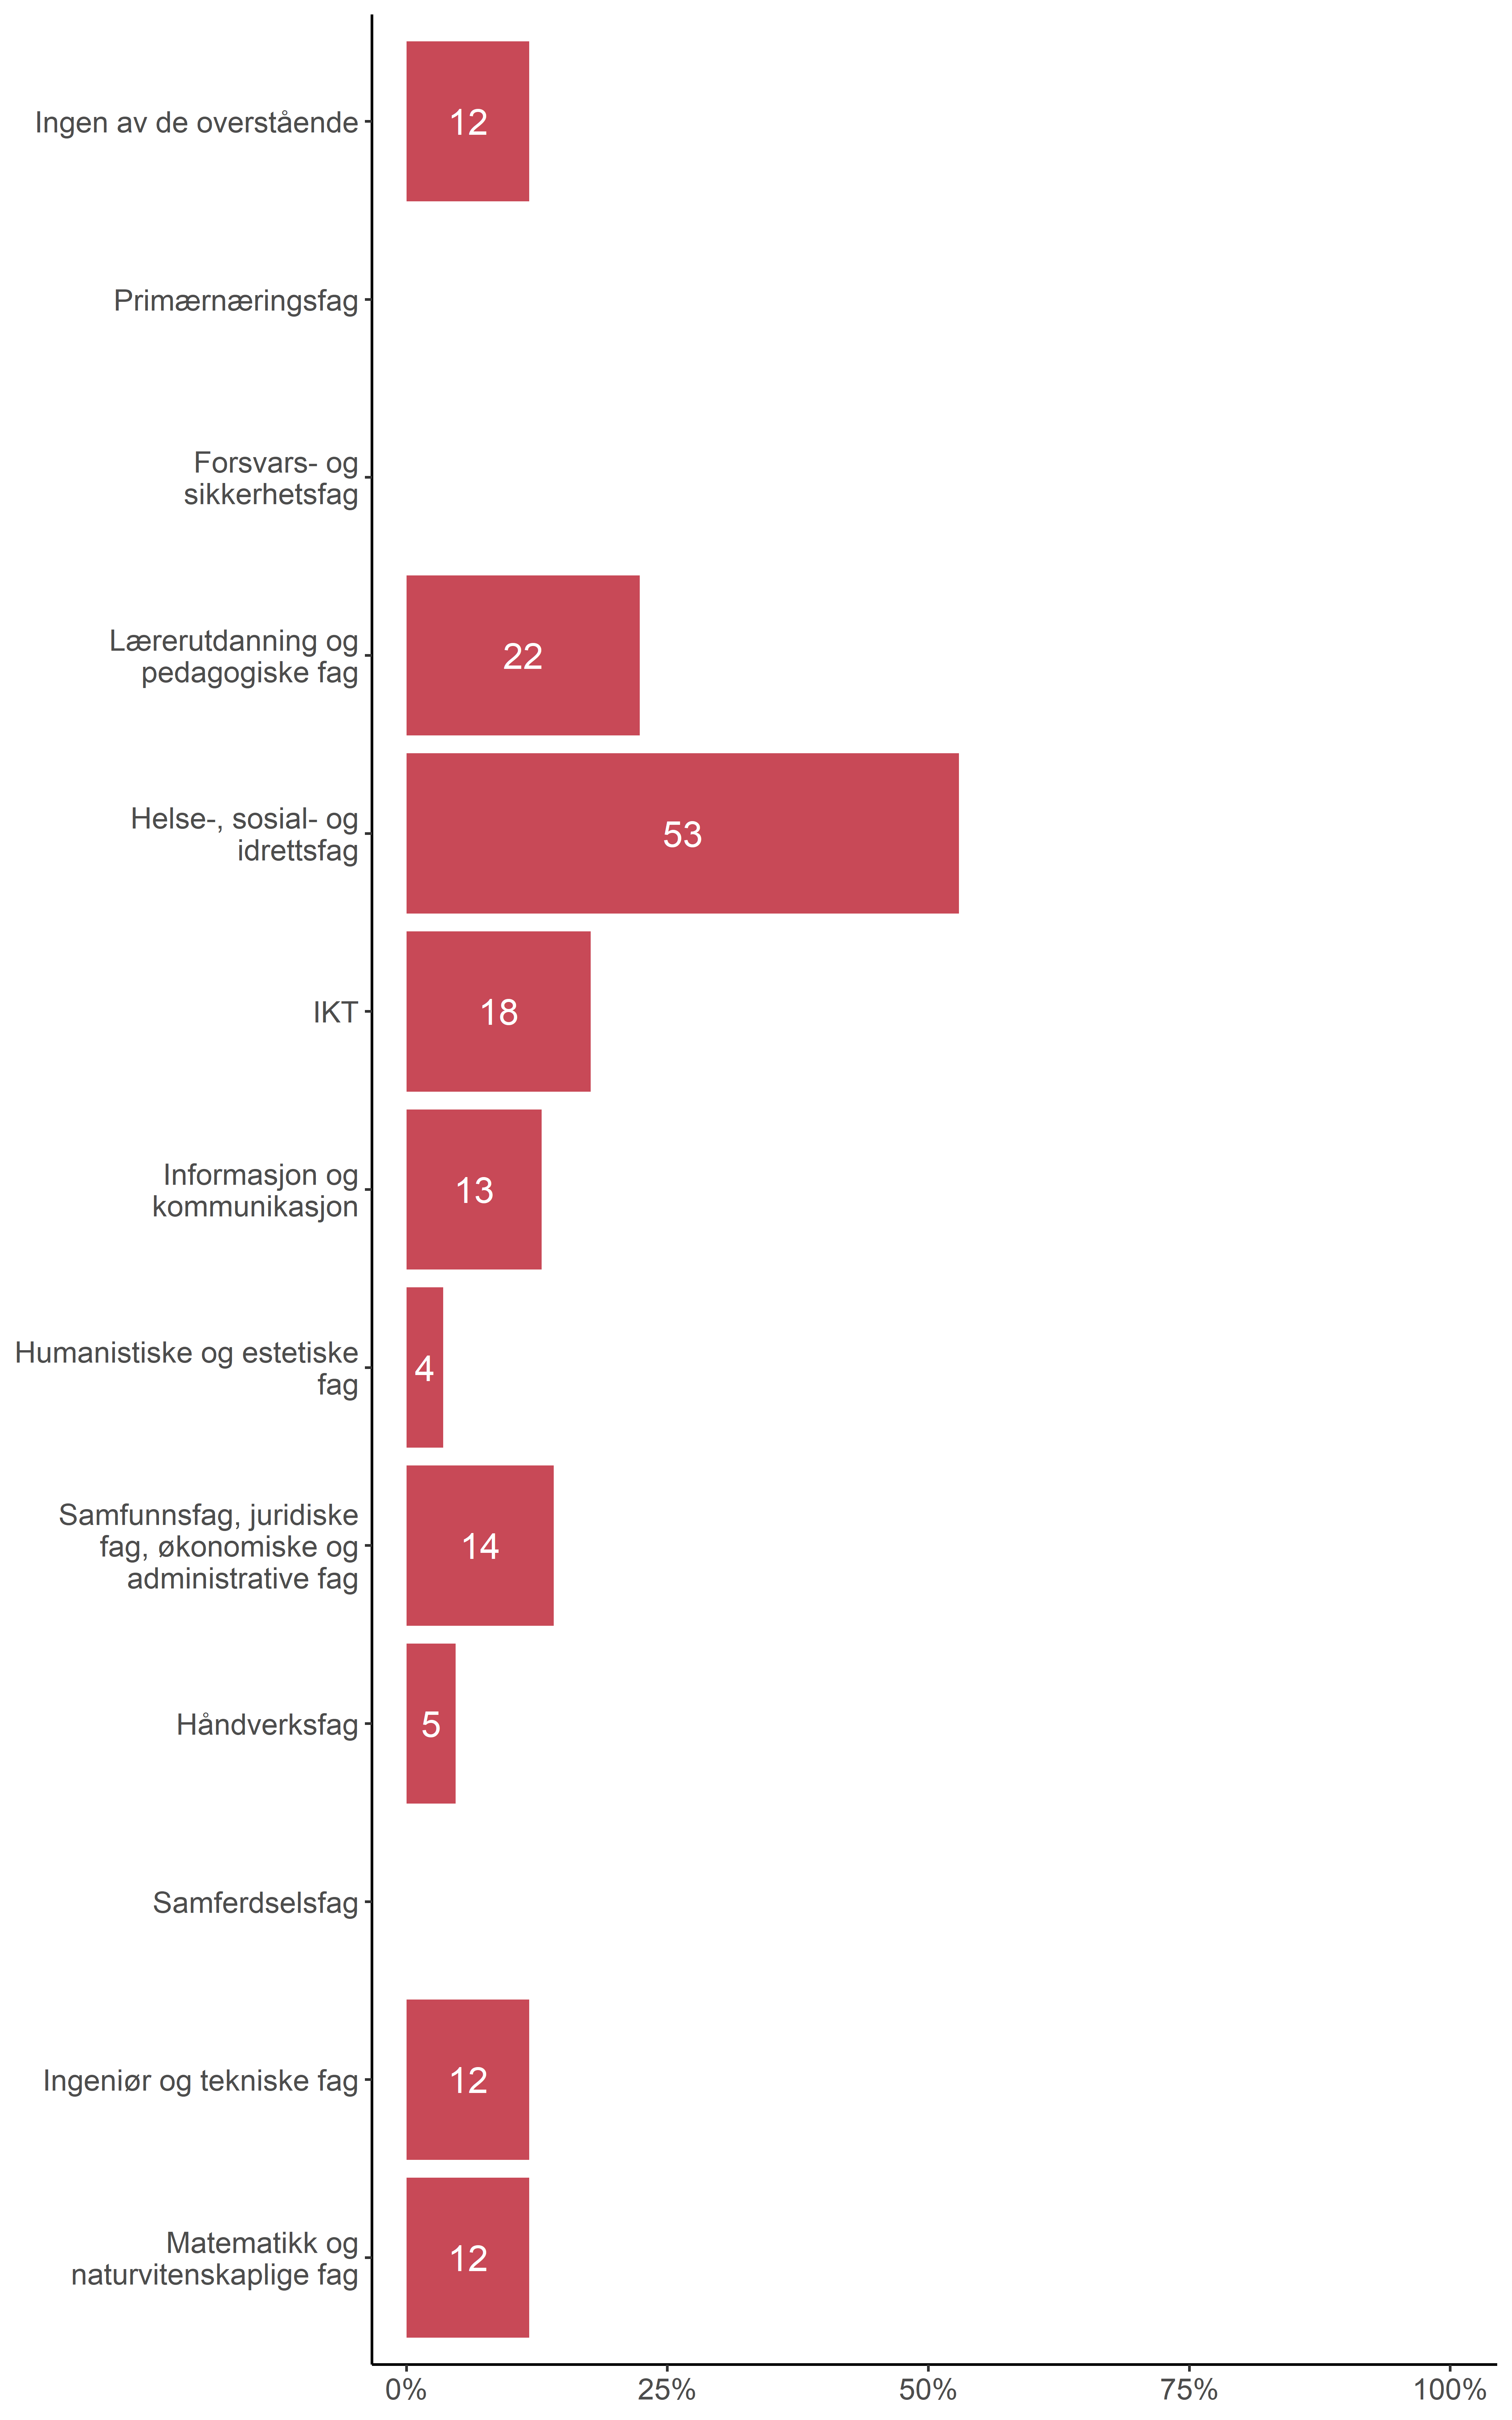 Ingen av de overstående
12
Primærnæringsfag
Forsvars- og
sikkerhetsfag
Lærerutdanning og
pedagogiske fag
22
Helse-, sosial- og
idrettsfag
53
IKT
18
Informasjon og
kommunikasjon
13
Humanistiske og estetiske
fag
4
Samfunnsfag, juridiske
fag, økonomiske og
administrative fag
14
Håndverksfag
5
Samferdselsfag
Ingeniør og tekniske fag
12
Matematikk og
naturvitenskaplige fag
12
0% 25% 50% 75% 100%